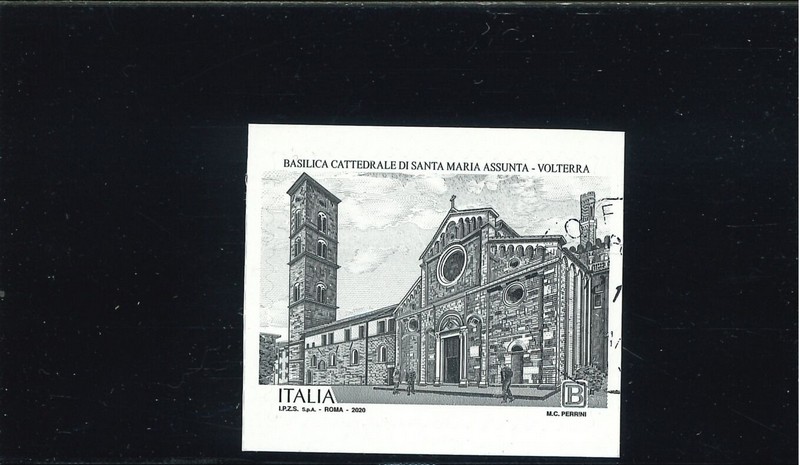 BASILICA CATTEDRALE DI SANTA MARIA ASSUNTA - VOLTERRA
ITALIA
B
I.P.Z.S. S.p.A. - ROMA - 2020
M.C. PERRINI